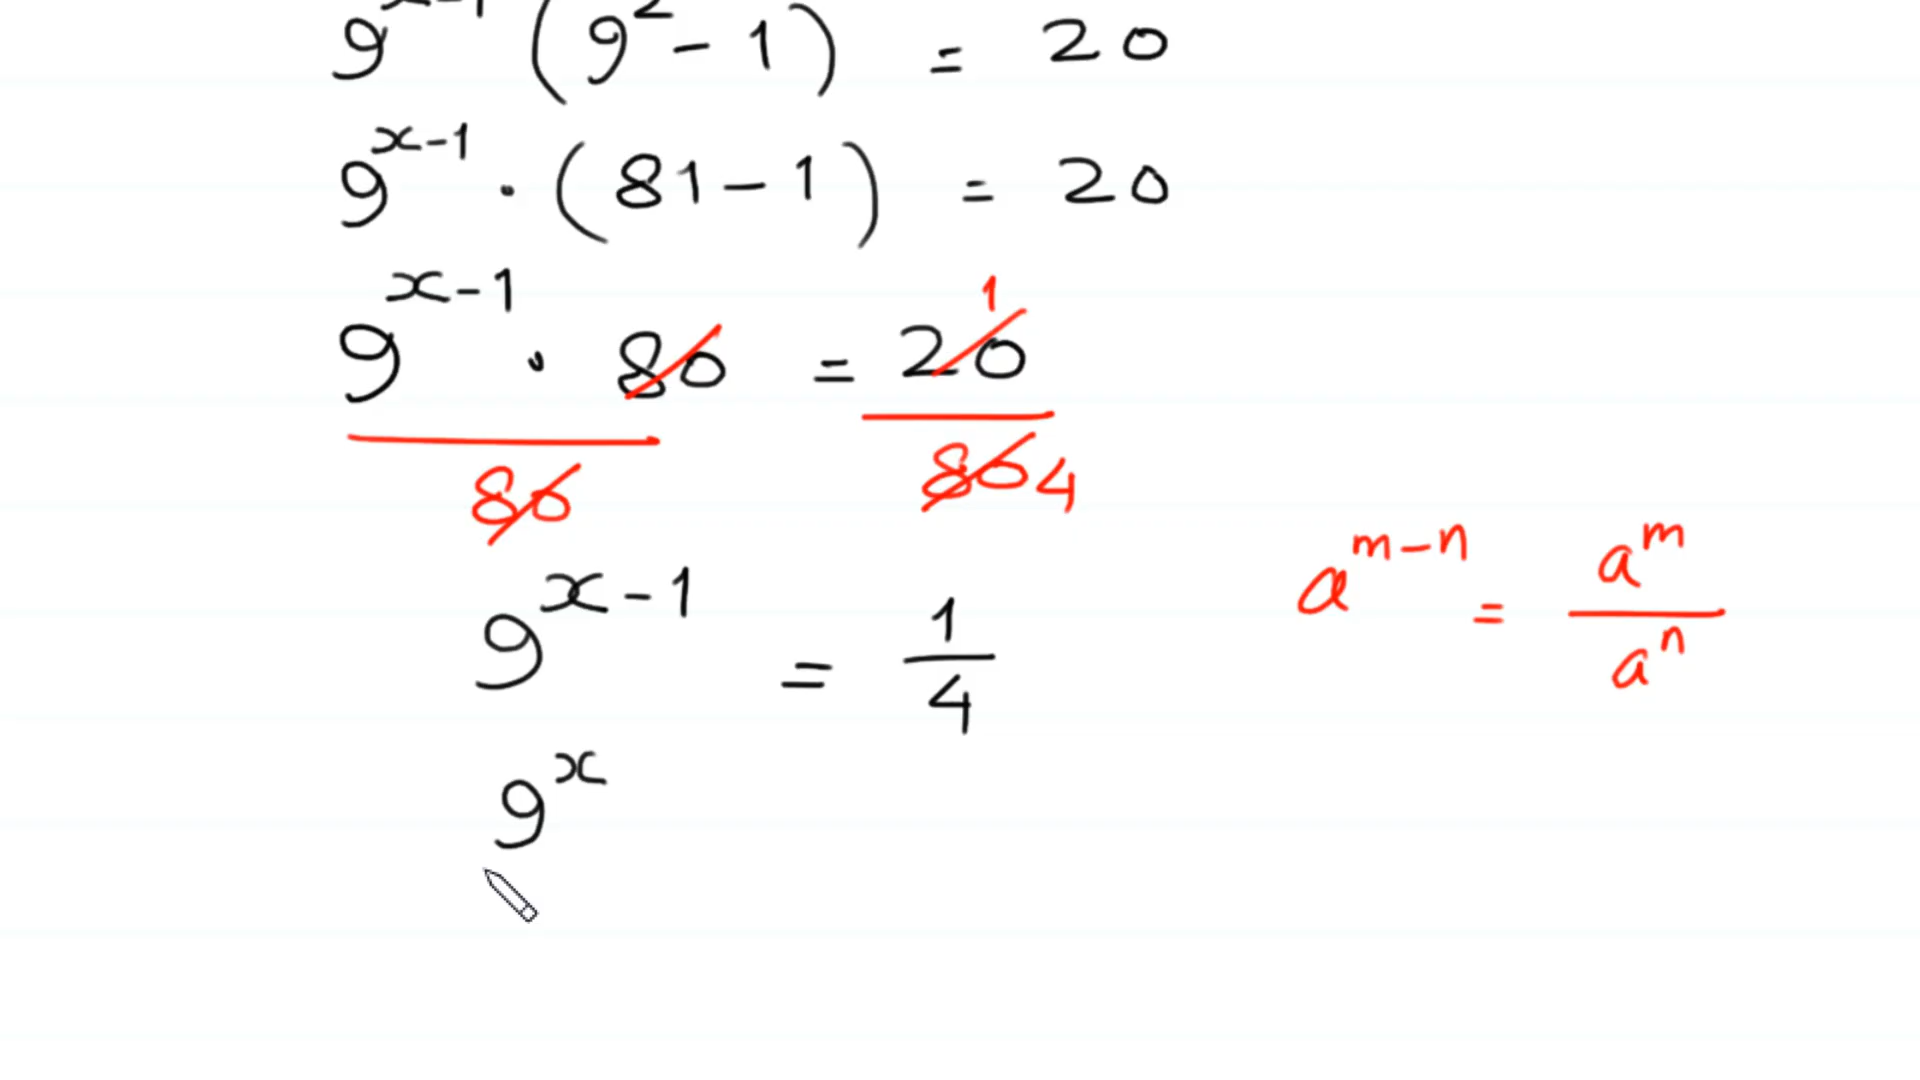 9^{x-1} (9^2 - 1) = 20
9^{x-1} · (81 - 1) = 20
1
9^{x-1} · 80 = 20
80 80 4
9^{x-1} = 1/4
a^{m-n} = a^m/a^n
9^x